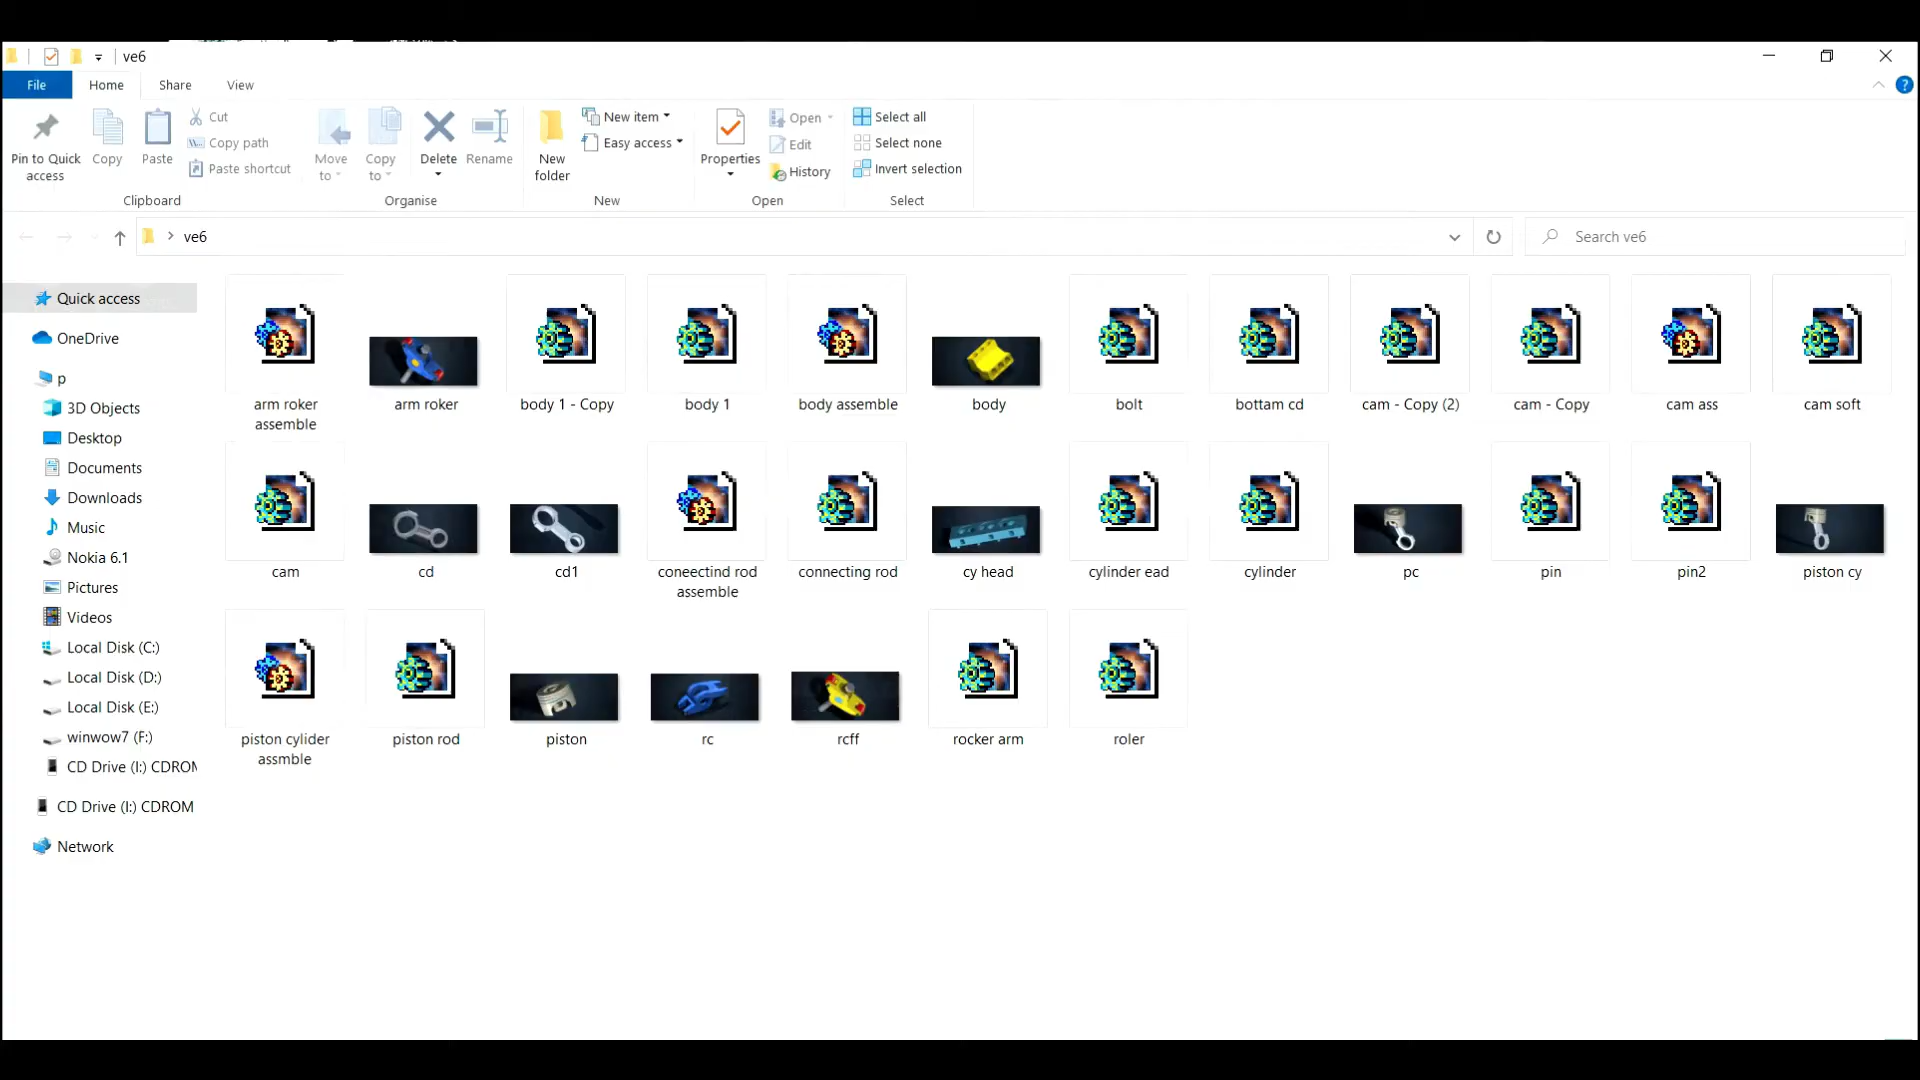 ve6
File Home Share View
Pin to Quick access
Copy
Paste
Cut
Copy path
Paste shortcut
Clipboard
Move to
Copy to
Delete
Rename
Organise
New folder
New item
Easy access
New
Properties
Open
Edit
History
Open
Select all
Select none
Invert selection
Select
ve6
Search ve6
Quick access
OneDrive
p
3D Objects
Desktop
Documents
Downloads
Music
Nokia 6.1
Pictures
Videos
Local Disk (C:)
Local Disk (D:)
Local Disk (E:)
winwow7 (F:)
CD Drive (I:) CDROM
CD Drive (I:) CDROM
Network
arm roker assemble
arm roker
body 1 - Copy
body 1
body assemble
body
bolt
bottam cd
cam - Copy (2)
cam - Copy
cam ass
cam soft
cam
cd
cd1
coneectind rod assemble
connecting rod
cy head
cylinder ead
cylinder
pc
pin
pin2
piston cy
piston cylider assmble
piston rod
piston
rc
rcff
rocker arm
roler